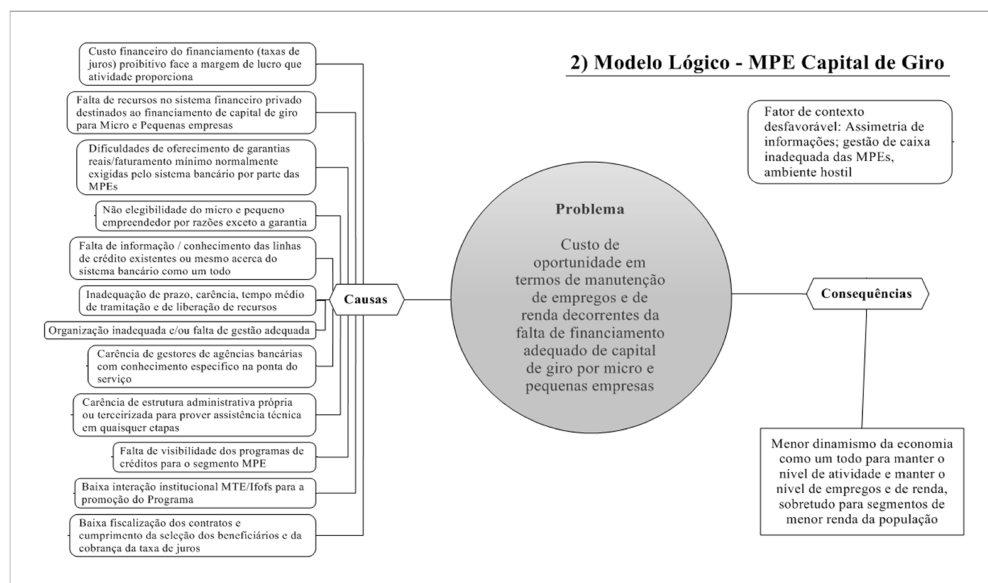 2) Modelo Lógico - MPE Capital de Giro
Custo financeiro do financiamento (taxas de
juros) proibitivo face a margem de lucro que
atividade proporciona
Falta de recursos no sistema financeiro privado
destinados ao financiamento de capital de giro
para Micro e Pequenas empresas
Dificuldades de oferecimento de garantias
reais/faturamento mínimo normalmente
exigidas pelo sistema bancário por parte das
MPEs
Não elegibilidade do micro e pequeno
empreendedor por razões exceto a garantia
Falta de informação / conhecimento das linhas
de crédito existentes ou mesmo acerca do
sistema bancário como um todo
Inadequação de prazo, carência, tempo médio
de tramitação e de liberação de recursos
Organização inadequada e/ou falta de gestão adequada
Carência de gestores de agências bancárias
com conhecimento especifico na ponta do
serviço
Carência de estrutura administrativa própria
ou terceirizada para prover assistência técnica
em quaisquer etapas
Falta de visibilidade dos programas de
créditos para o segmento MPE
Baixa interação institucional MTE/Ifofs para a
promoção do Programa
Baixa fiscalização dos contratos e
cumprimento da seleção dos beneficiários e da
cobrança da taxa de juros
Causas
Problema
Custo de
oportunidade em
termos de manutenção
de empregos e de
renda decorrentes da
falta de financiamento
adequado de capital
de giro por micro e
pequenas empresas
Fator de contexto
desfavorável: Assimetria de
informações; gestão de caixa
inadequada das MPEs,
ambiente hostil
Consequências
Menor dinamismo da economia
como um todo para manter o
nível de atividade e manter o
nível de empregos e de renda,
sobretudo para segmentos de
menor renda da população